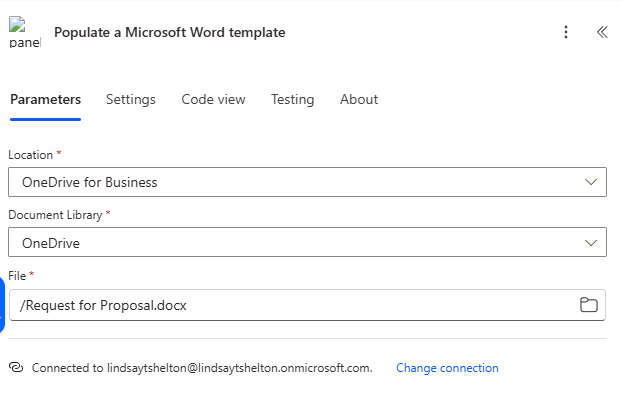 panel
Populate a Microsoft Word template
Parameters Settings Code view Testing About
Location *
OneDrive for Business
Document Library *
OneDrive
File *
/Request for Proposal.docx
Connected to lindsaytshelton@lindsaytshelton.onmicrosoft.com. Change connection